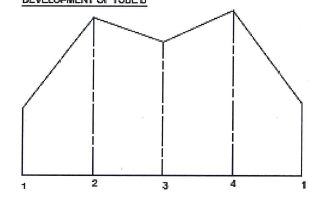 DEVELOPMENT OF TUBE B
1 2 3 4 1